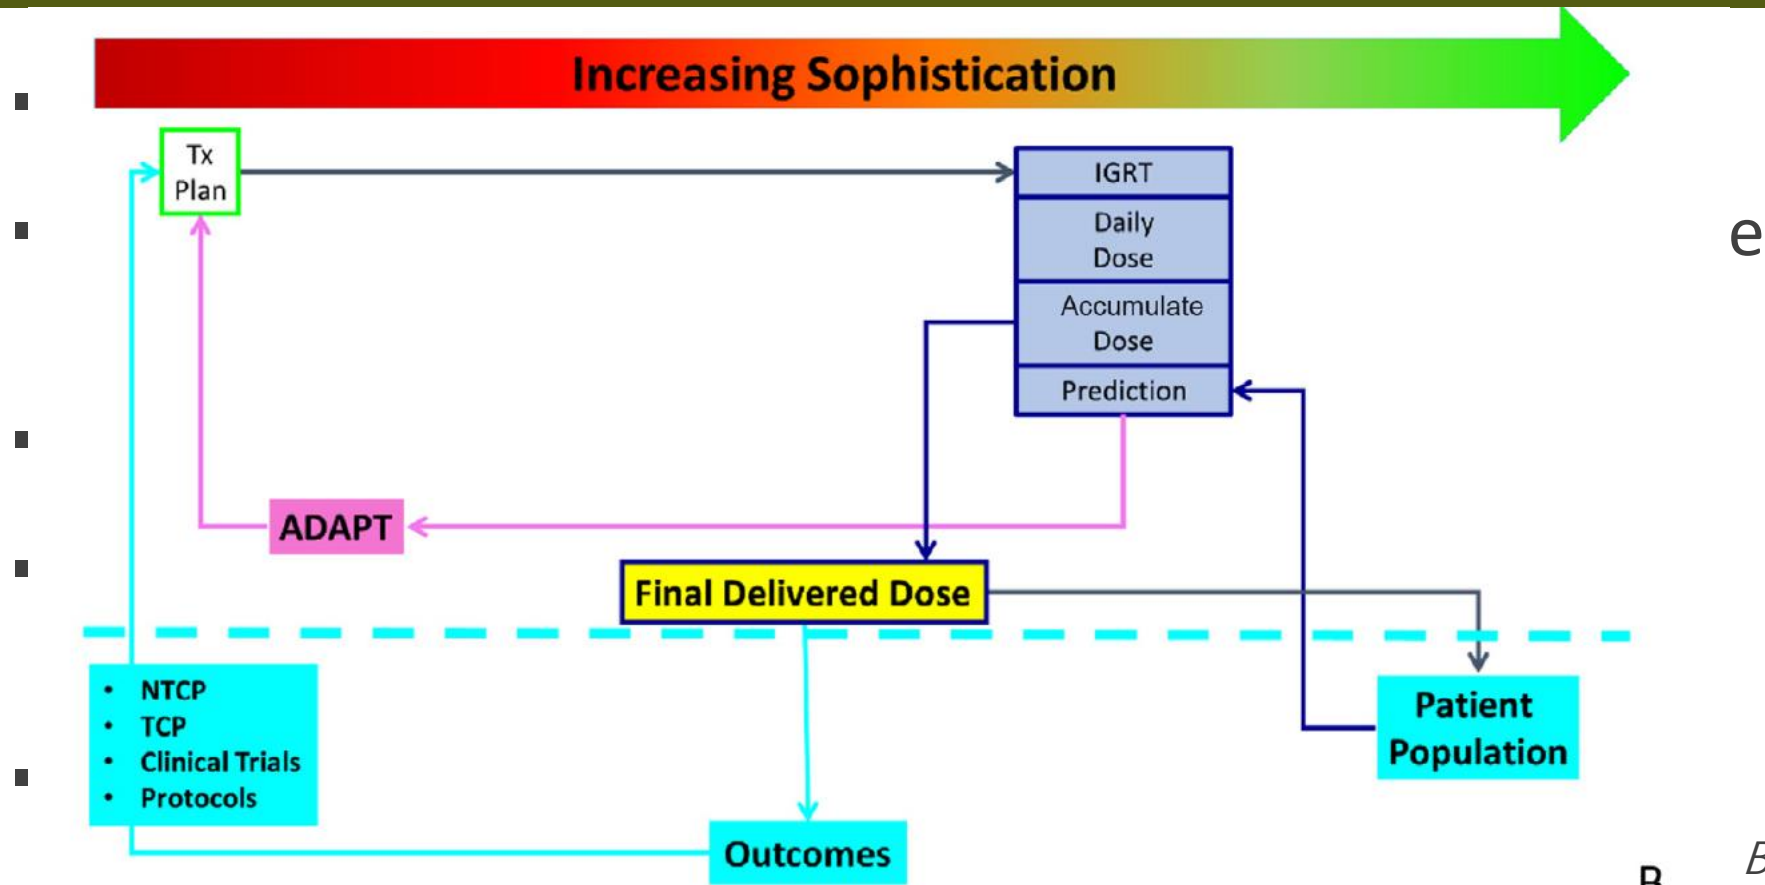 Increasing Sophistication
Tx
Plan
IGRT
Daily
Dose
Accumulate
Dose
Prediction
e
ADAPT
Final Delivered Dose
• NTCP
• TCP
• Clinical Trials
• Protocols
Patient
Population
Outcomes
B
B